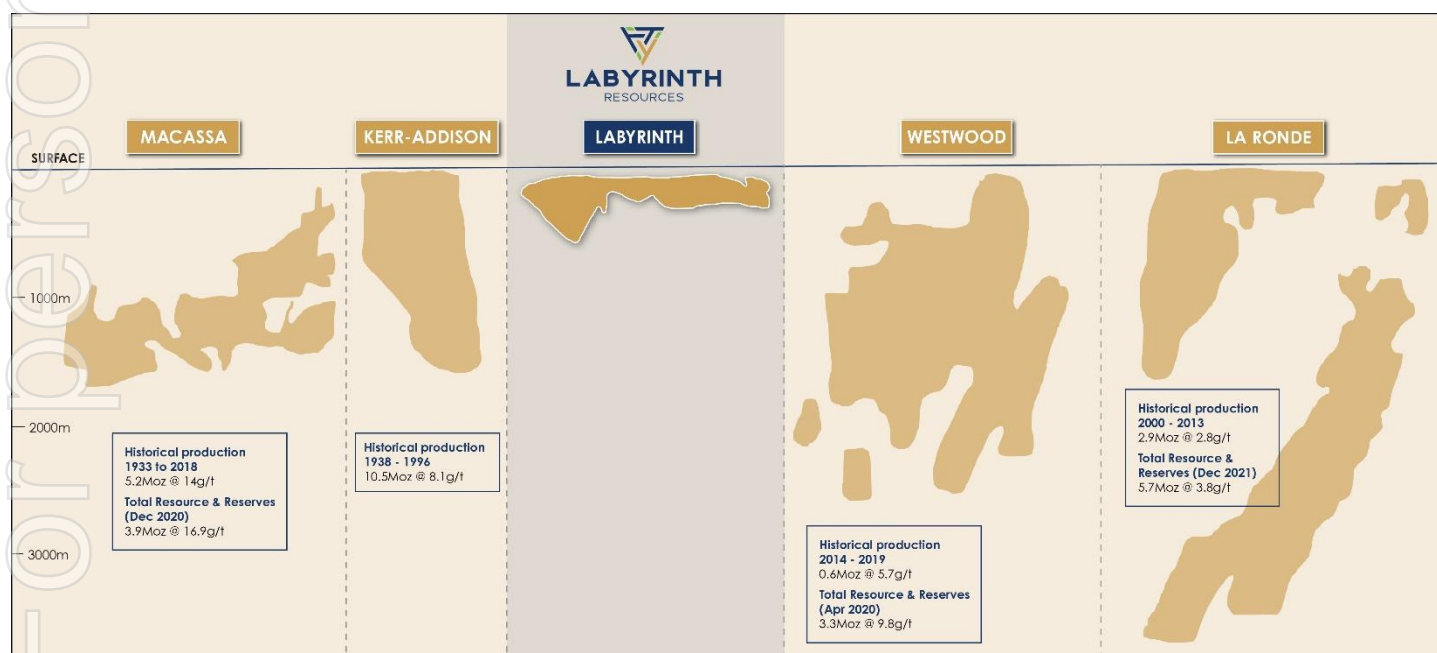 For person
LABYRINTH
RESOURCES
MACASSA
KERR-ADDISON
LABYRINTH
WESTWOOD
LA RONDE
SURFACE
1000m
2000m
3000m
Historical production
1933 to 2018
5.2Moz @ 14g/t
Total Resource & Reserves
(Dec 2020)
3.9Moz @ 16.9g/t
Historical production
1938 - 1996
10.5Moz @ 8.1g/t
Historical production
2014 - 2019
0.6Moz @ 5.7g/t
Total Resource & Reserves
(Apr 2020)
3.3Moz @ 9.8g/t
Historical production
2000 - 2013
2.9Moz @ 2.8g/t
Total Resource &
Reserves (Dec 2021)
5.7Moz @ 3.8g/t